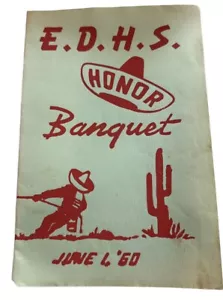 E.D.H.S.
HONOR
Banquet
JUNE 1, '60